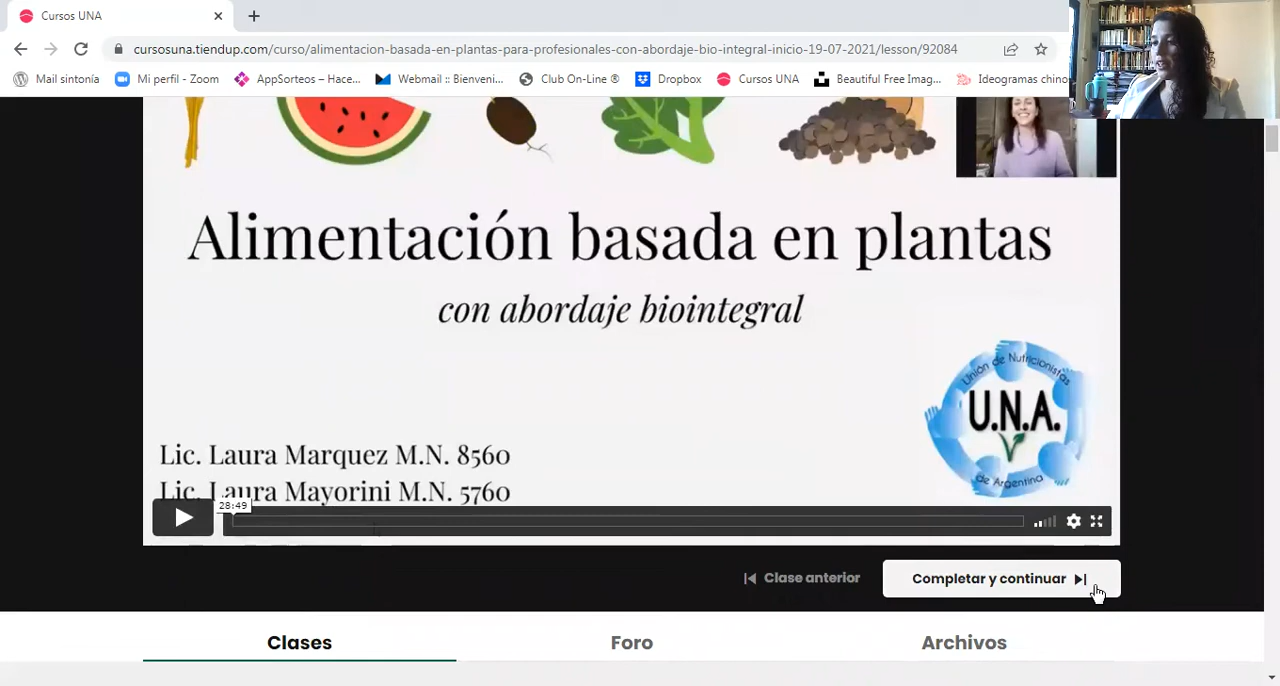 Cursos UNA
cursosuna.tiendup.com/curso/alimentacion-basada-en-plantas-para-profesionales-con-abordaje-bio-integral-inicio-19-07-2021/lesson/92084
Mail sintonía
Mi perfil - Zoom
AppSorteos – Hace...
Webmail :: Bienveni...
Club On-Line ®
Dropbox
Cursos UNA
Beautiful Free Imag...
Ideogramas chino
Alimentación basada en plantas
con abordaje biointegral
Unión de Nutricionistas
U.N.A.
de Argentina
Lic. Laura Marquez M.N. 8560
Lic. Laura Mayorini M.N. 5760
28:49
Clase anterior
Completar y continuar
Clases
Foro
Archivos